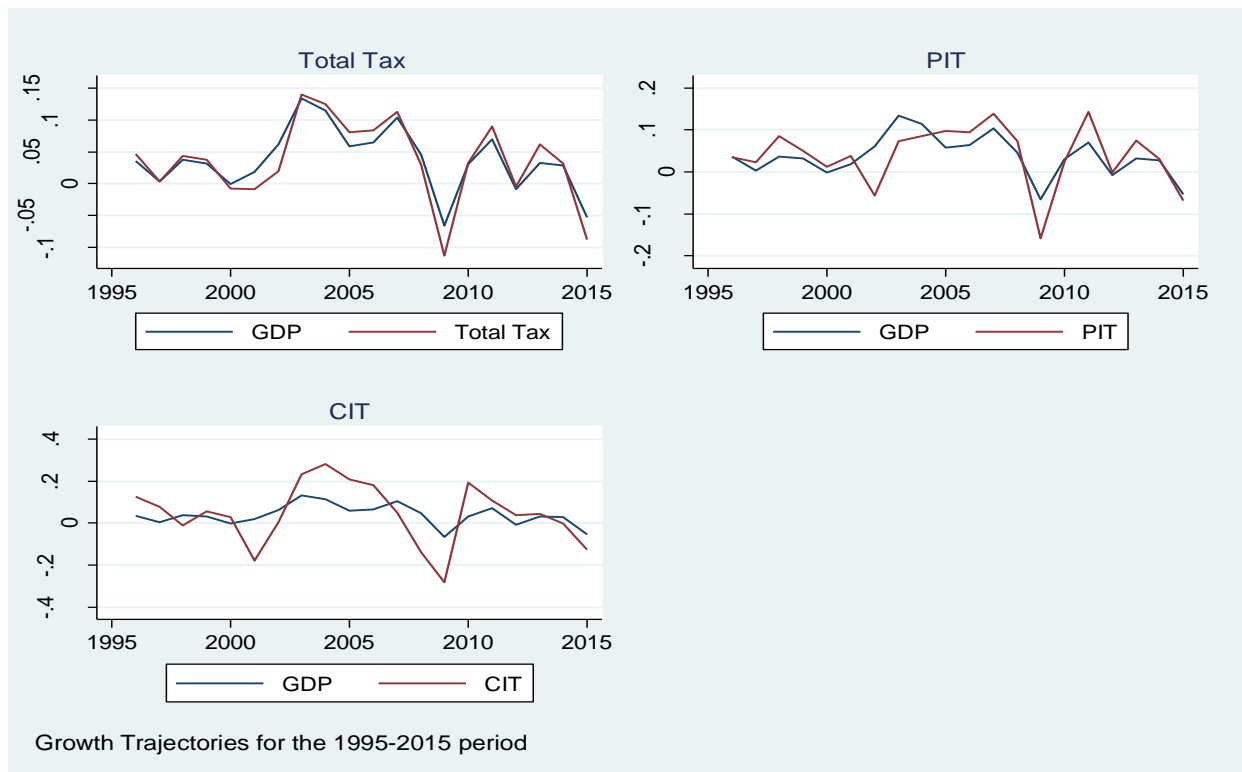 Total Tax
.15
.1
.05
0
-.05
-.1
1995 2000 2005 2010 2015
GDP Total Tax
PIT
.2
.1
0
-.1
-.2
1995 2000 2005 2010 2015
GDP PIT
CIT
.4
.2
0
-.2
-.4
1995 2000 2005 2010 2015
GDP CIT
Growth Trajectories for the 1995-2015 period